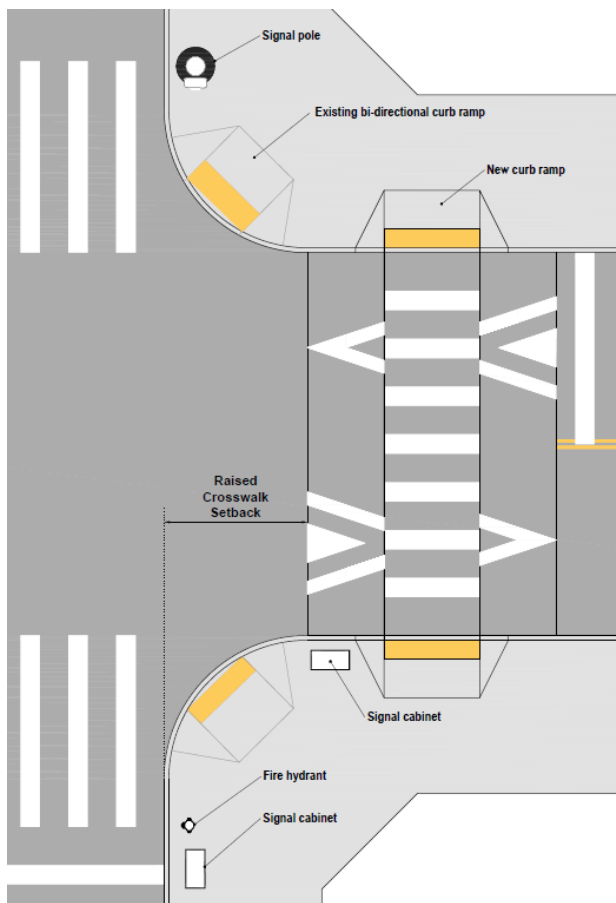 Signal pole
Existing bi-directional curb ramp
New curb ramp
Raised
Crosswalk
Setback
Signal cabinet
Fire hydrant
Signal cabinet